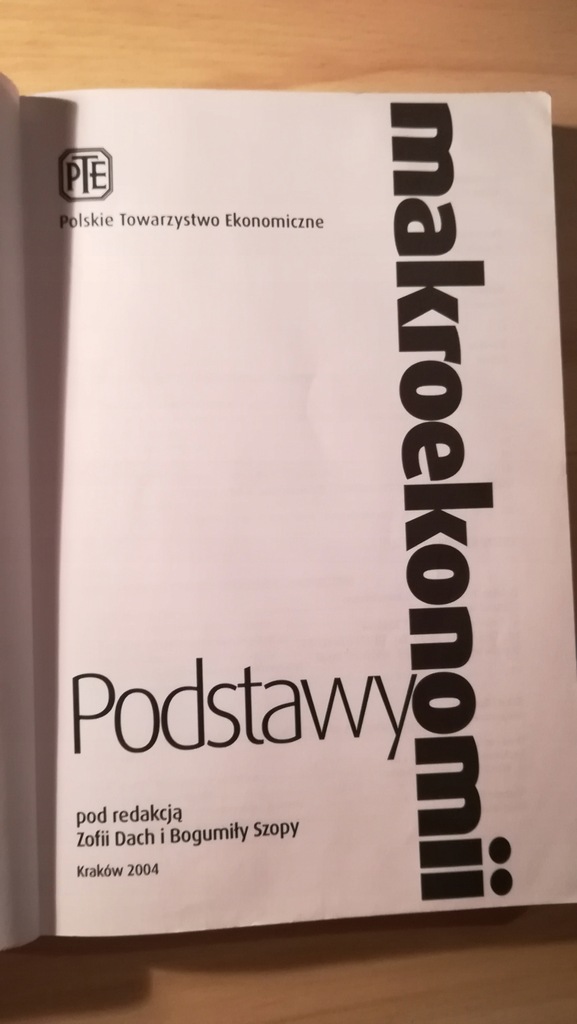 PTE
Polskie Towarzystwo Ekonomiczne
Podstawy
makroekonomii
pod redakcją
Zofii Dach i Bogumiły Szopy
Kraków 2004